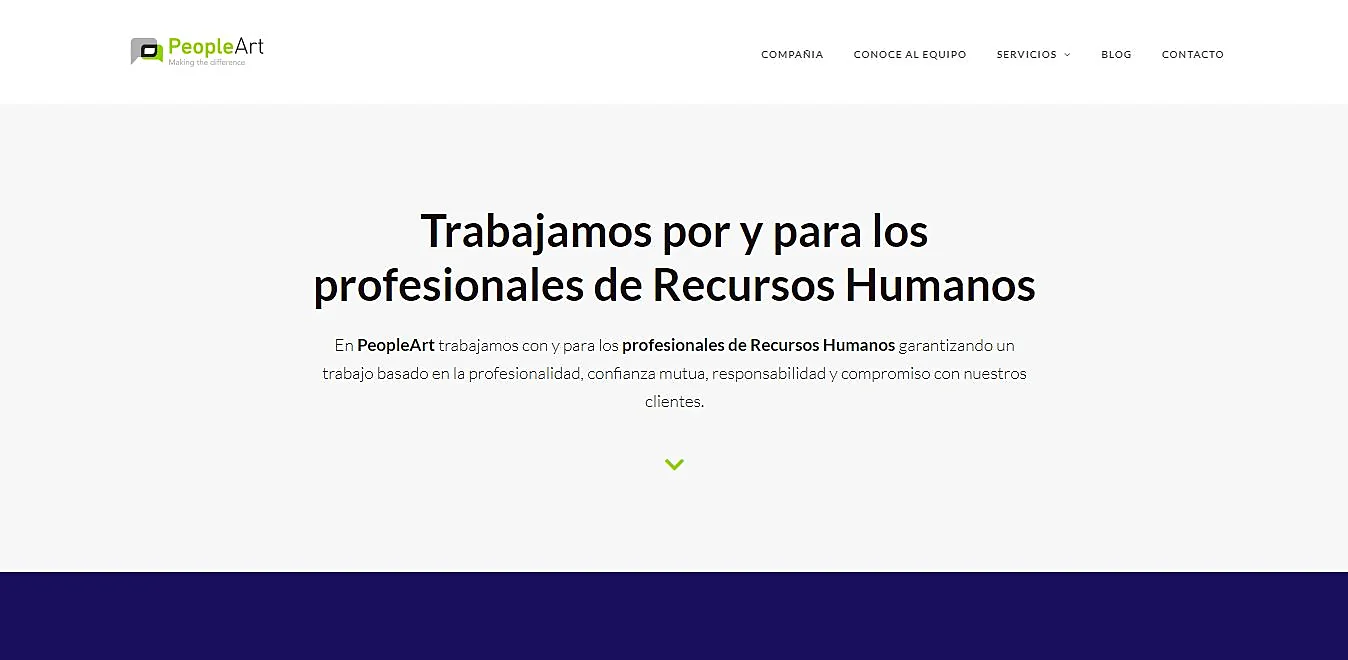 PeopleArt
Making the difference
COMPAÑIA
CONOCE AL EQUIPO
SERVICIOS
BLOG
CONTACTO
Trabajamos por y para los
profesionales de Recursos Humanos
En PeopleArt trabajamos con y para los profesionales de Recursos Humanos garantizando un
trabajo basado en la profesionalidad, confianza mutua, responsabilidad y compromiso con nuestros
clientes.